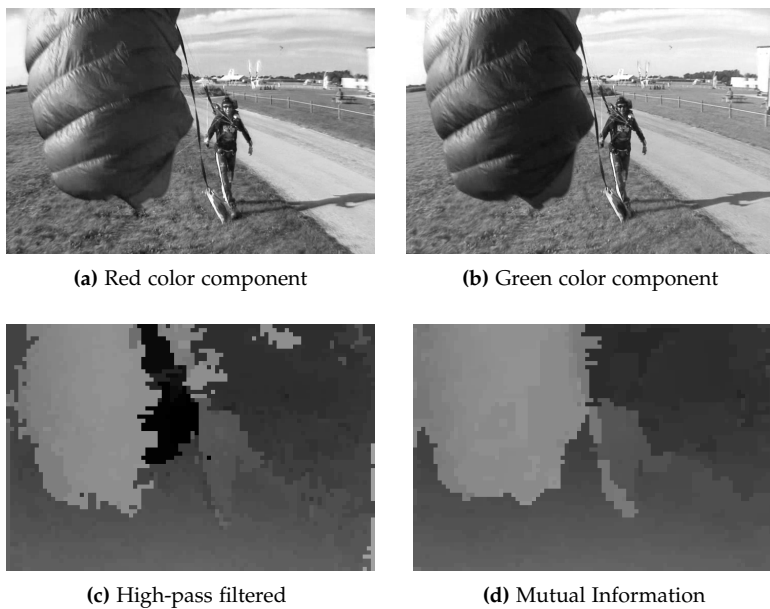 (a) Red color component
(b) Green color component
(c) High-pass filtered
(d) Mutual Information